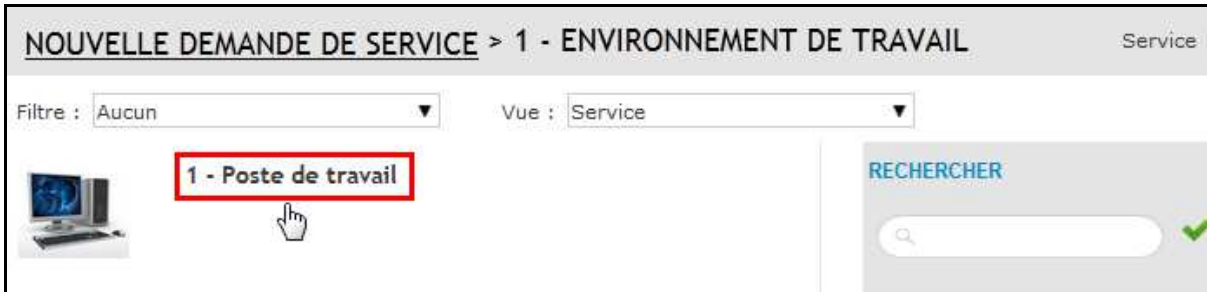 NOUVELLE DEMANDE DE SERVICE > 1 - ENVIRONNEMENT DE TRAVAIL
Service
Filtre : Aucun
Vue : Service
1 - Poste de travail
RECHERCHER